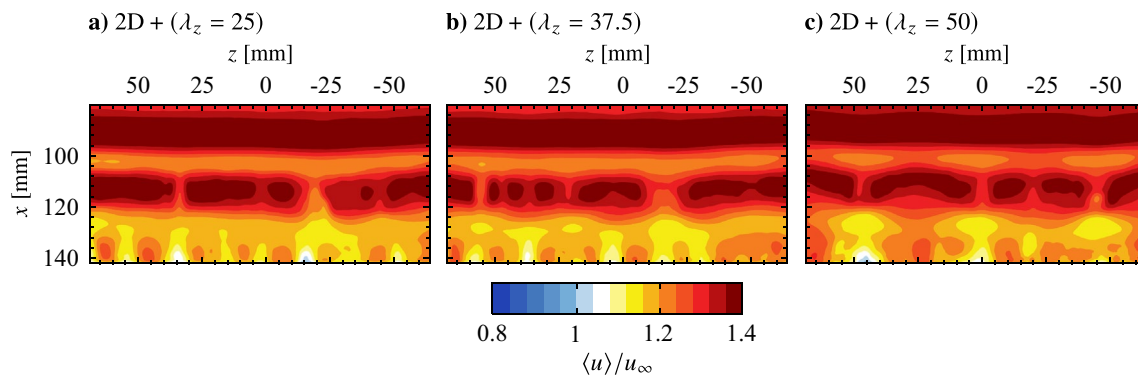 a) 2D + (λz = 25) b) 2D + (λz = 37.5) c) 2D + (λz = 50)
z [mm] z [mm] z [mm]
50 25 0 -25 -50 50 25 0 -25 -50 50 25 0 -25 -50
100
120
140
x [mm]
0.8 1 1.2 1.4
⟨u⟩/u∞